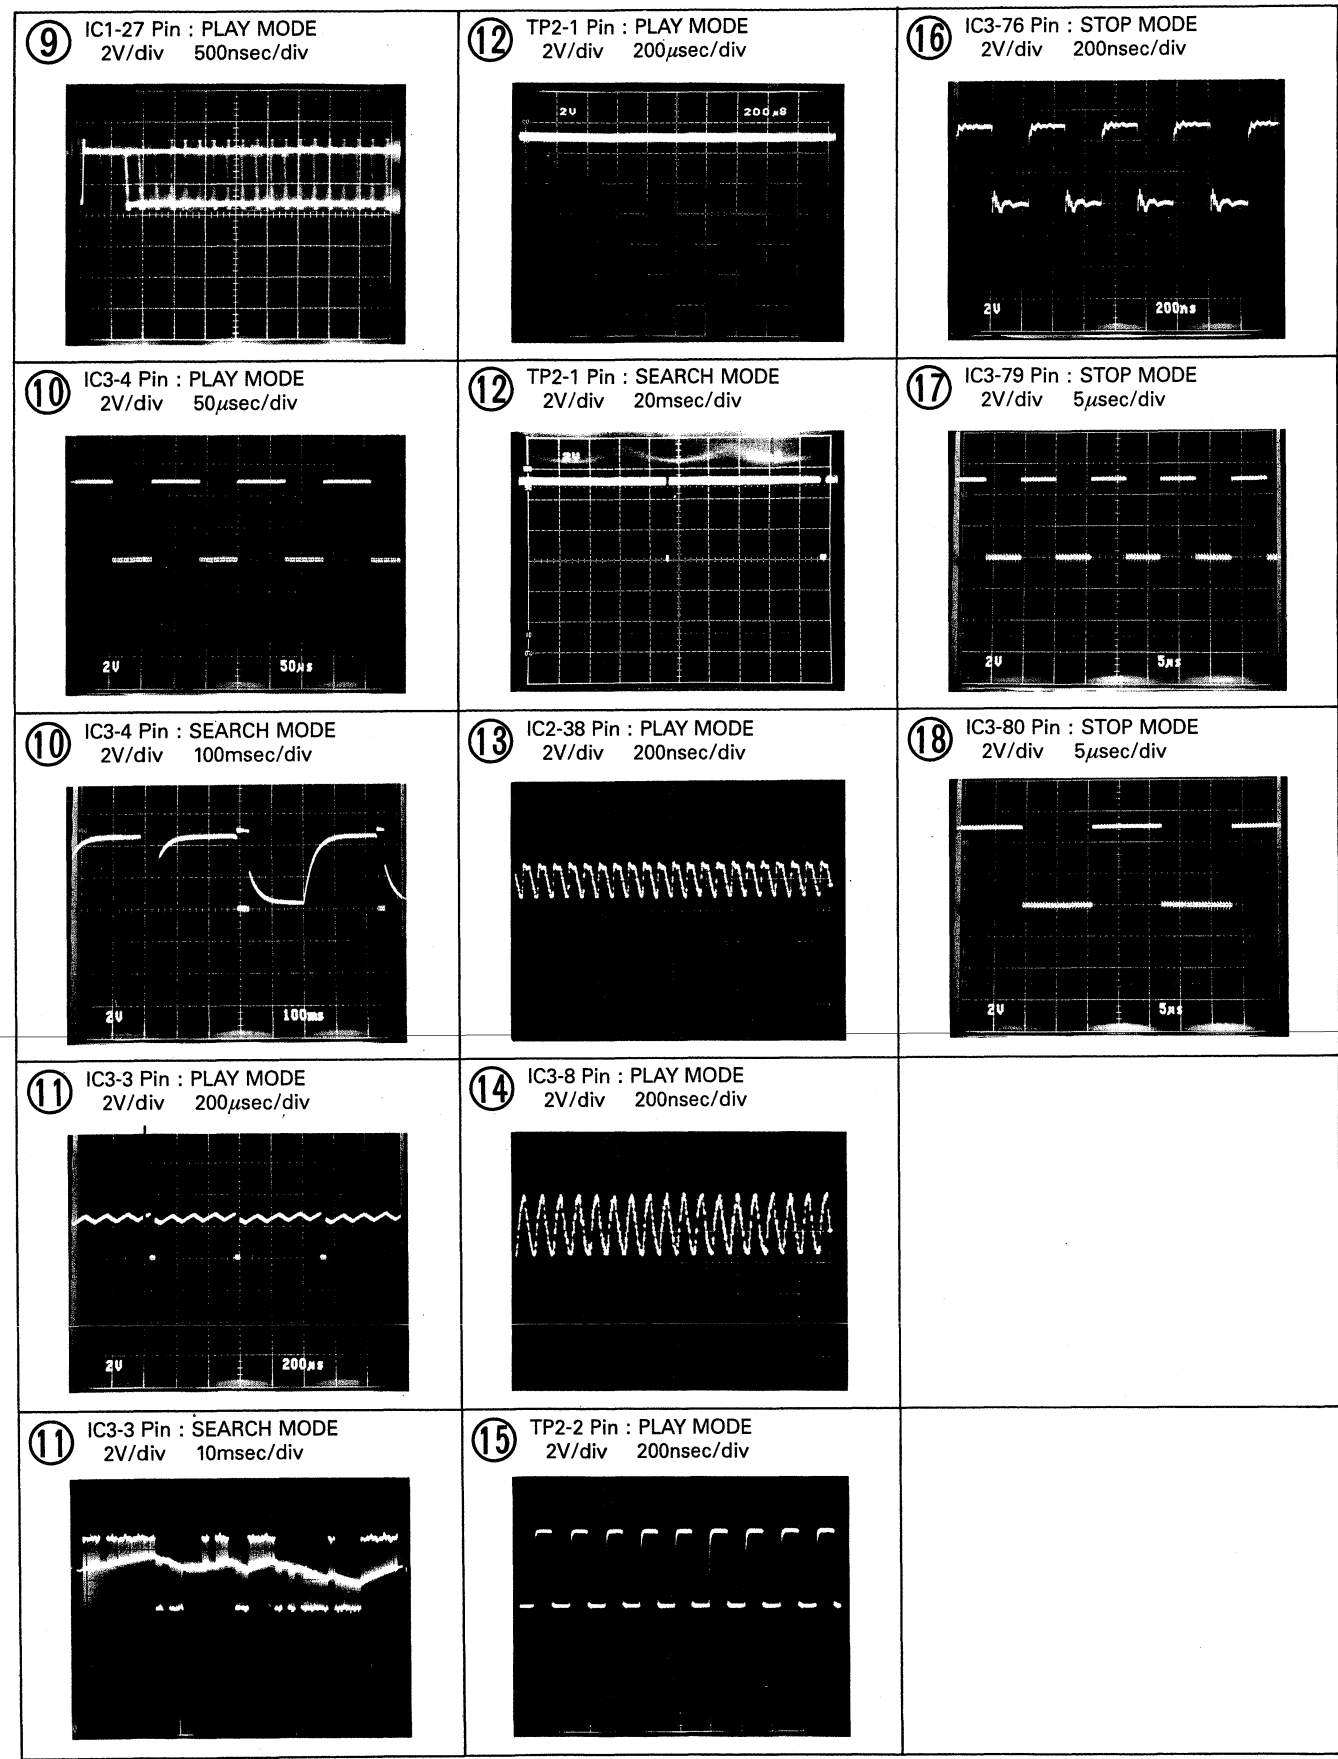 ⑨ IC1-27 Pin : PLAY MODE
2V/div 500nsec/div
⑩ IC3-4 Pin : PLAY MODE
2V/div 50μsec/div
2V 50μs
⑩ IC3-4 Pin : SEARCH MODE
2V/div 100msec/div
2V 100ms
⑪ IC3-3 Pin : PLAY MODE
2V/div 200μsec/div
2V 200μs
⑪ IC3-3 Pin : SEARCH MODE
2V/div 10msec/div
⑫ TP2-1 Pin : PLAY MODE
2V/div 200μsec/div
2V 200μS
⑫ TP2-1 Pin : SEARCH MODE
2V/div 20msec/div
2V
⑬ IC2-38 Pin : PLAY MODE
2V/div 200nsec/div
⑭ IC3-8 Pin : PLAY MODE
2V/div 200nsec/div
⑮ TP2-2 Pin : PLAY MODE
2V/div 200nsec/div
⑯ IC3-76 Pin : STOP MODE
2V/div 200nsec/div
2V 200ns
⑰ IC3-79 Pin : STOP MODE
2V/div 5μsec/div
2V 5μs
⑱ IC3-80 Pin : STOP MODE
2V/div 5μsec/div
2V 5μs